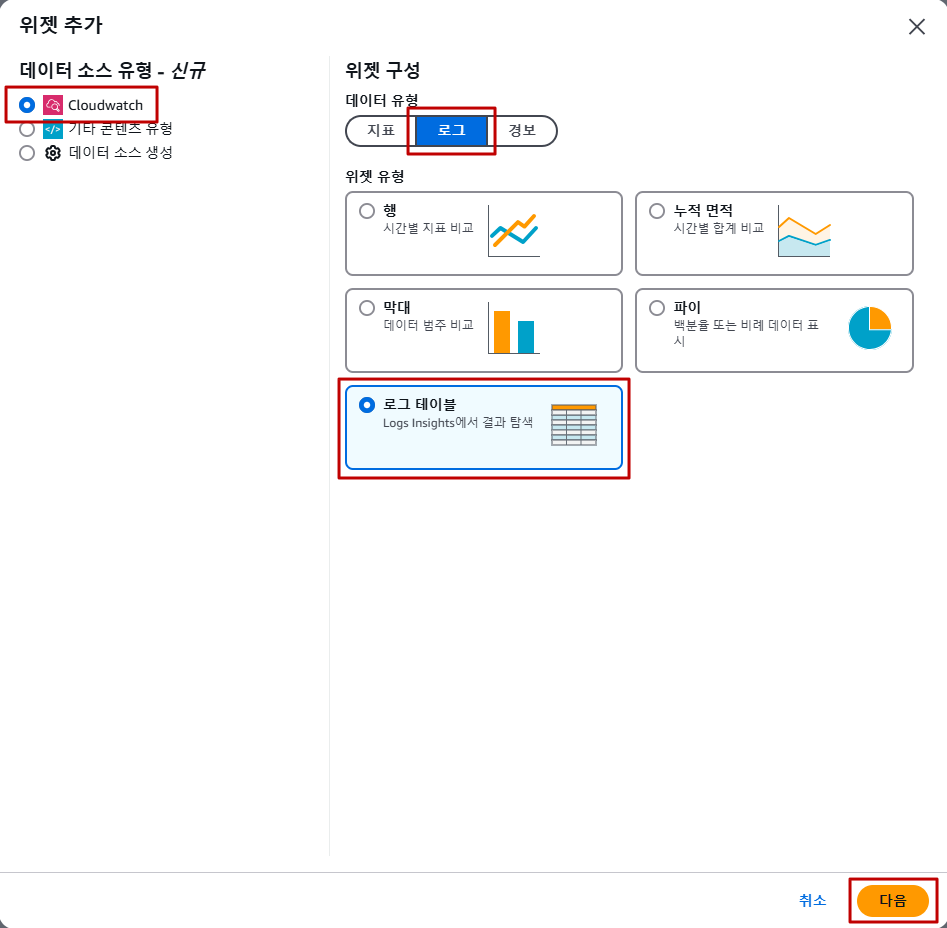 위젯 추가
데이터 소스 유형 - 신규
Cloudwatch
기타 콘텐츠 유형
데이터 소스 생성
위젯 구성
데이터 유형
지표
로그
경보
위젯 유형
행
시간별 지표 비교
누적 면적
시간별 합계 비교
막대
데이터 범주 비교
파이
백분율 또는 비례 데이터 표
시
로그 테이블
Logs Insights에서 결과 탐색
취소
다음